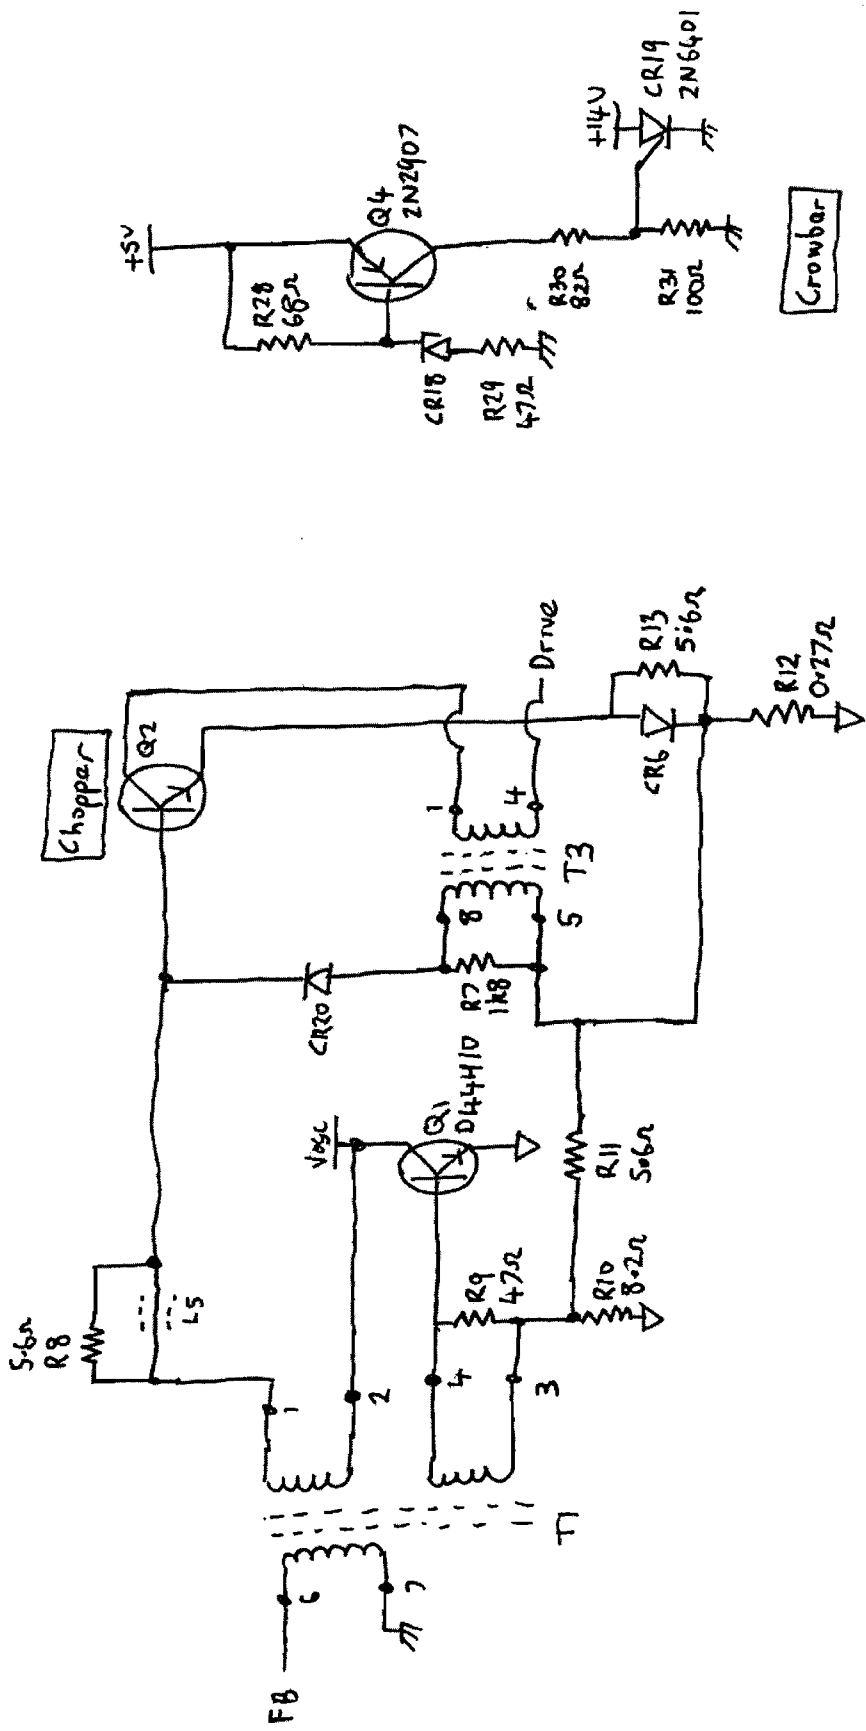 Chopper
5.6Ω
R8
L5
FB
6
7
T1
1
2
4
3
Vosc
Q1
D44H10
R9
47Ω
R10
8.2Ω
R11
5.6Ω
CR20
R7
1k8
8
5
T3
1
4
Q2
Drive
CR6
R13
5.6Ω
R12
0.27Ω
+5V
R28
68Ω
Q4
2N2907
CR18
R29
47Ω
R30
82Ω
R31
100Ω
+14V
CR19
2N6401
Crowbar